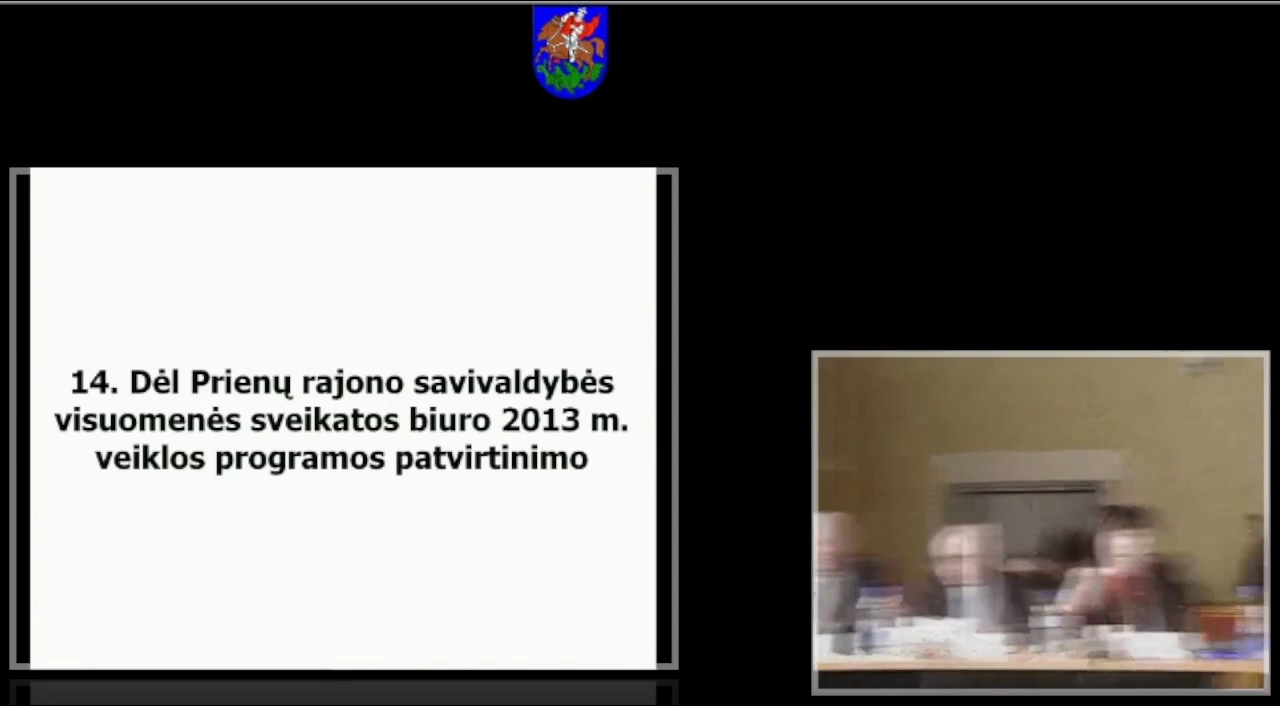 14. Dėl Prienų rajono savivaldybės
visuomenės sveikatos biuro 2013 m.
veiklos programos patvirtinimo